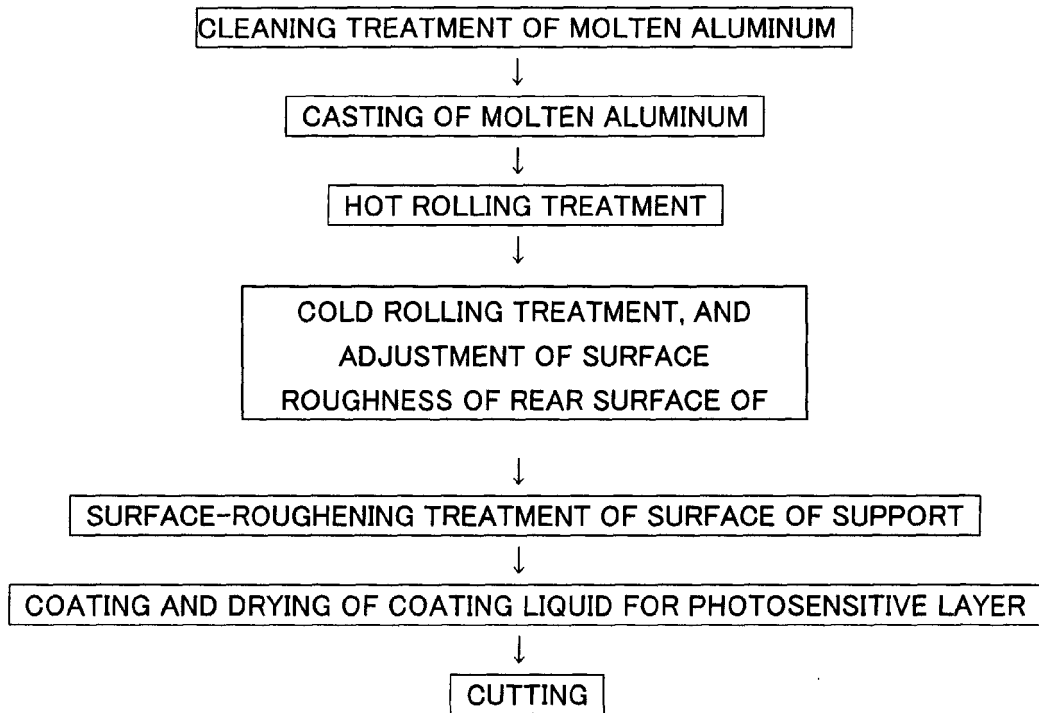 CLEANING TREATMENT OF MOLTEN ALUMINUM
↓
CASTING OF MOLTEN ALUMINUM
↓
HOT ROLLING TREATMENT
↓
COLD ROLLING TREATMENT, AND
ADJUSTMENT OF SURFACE
ROUGHNESS OF REAR SURFACE OF
↓
SURFACE-ROUGHENING TREATMENT OF SURFACE OF SUPPORT
↓
COATING AND DRYING OF COATING LIQUID FOR PHOTOSENSITIVE LAYER
↓
CUTTING